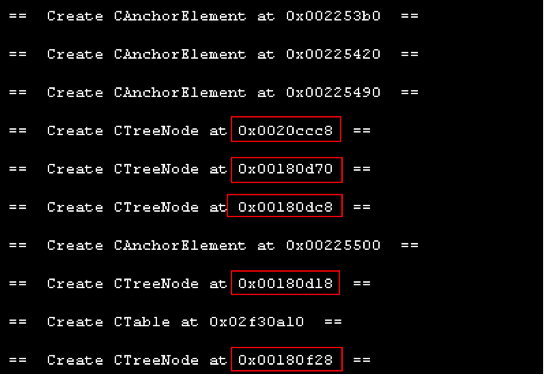 == Create CAnchorElement at 0x002253b0 ==
== Create CAnchorElement at 0x00225420 ==
== Create CAnchorElement at 0x00225490 ==
== Create CTreeNode at 0x0020ccc8 ==
== Create CTreeNode at 0x00180d70 ==
== Create CTreeNode at 0x00180dc8 ==
== Create CAnchorElement at 0x00225500 ==
== Create CTreeNode at 0x00180d18 ==
== Create CTable at 0x02f30a10 ==
== Create CTreeNode at 0x00180f28 ==